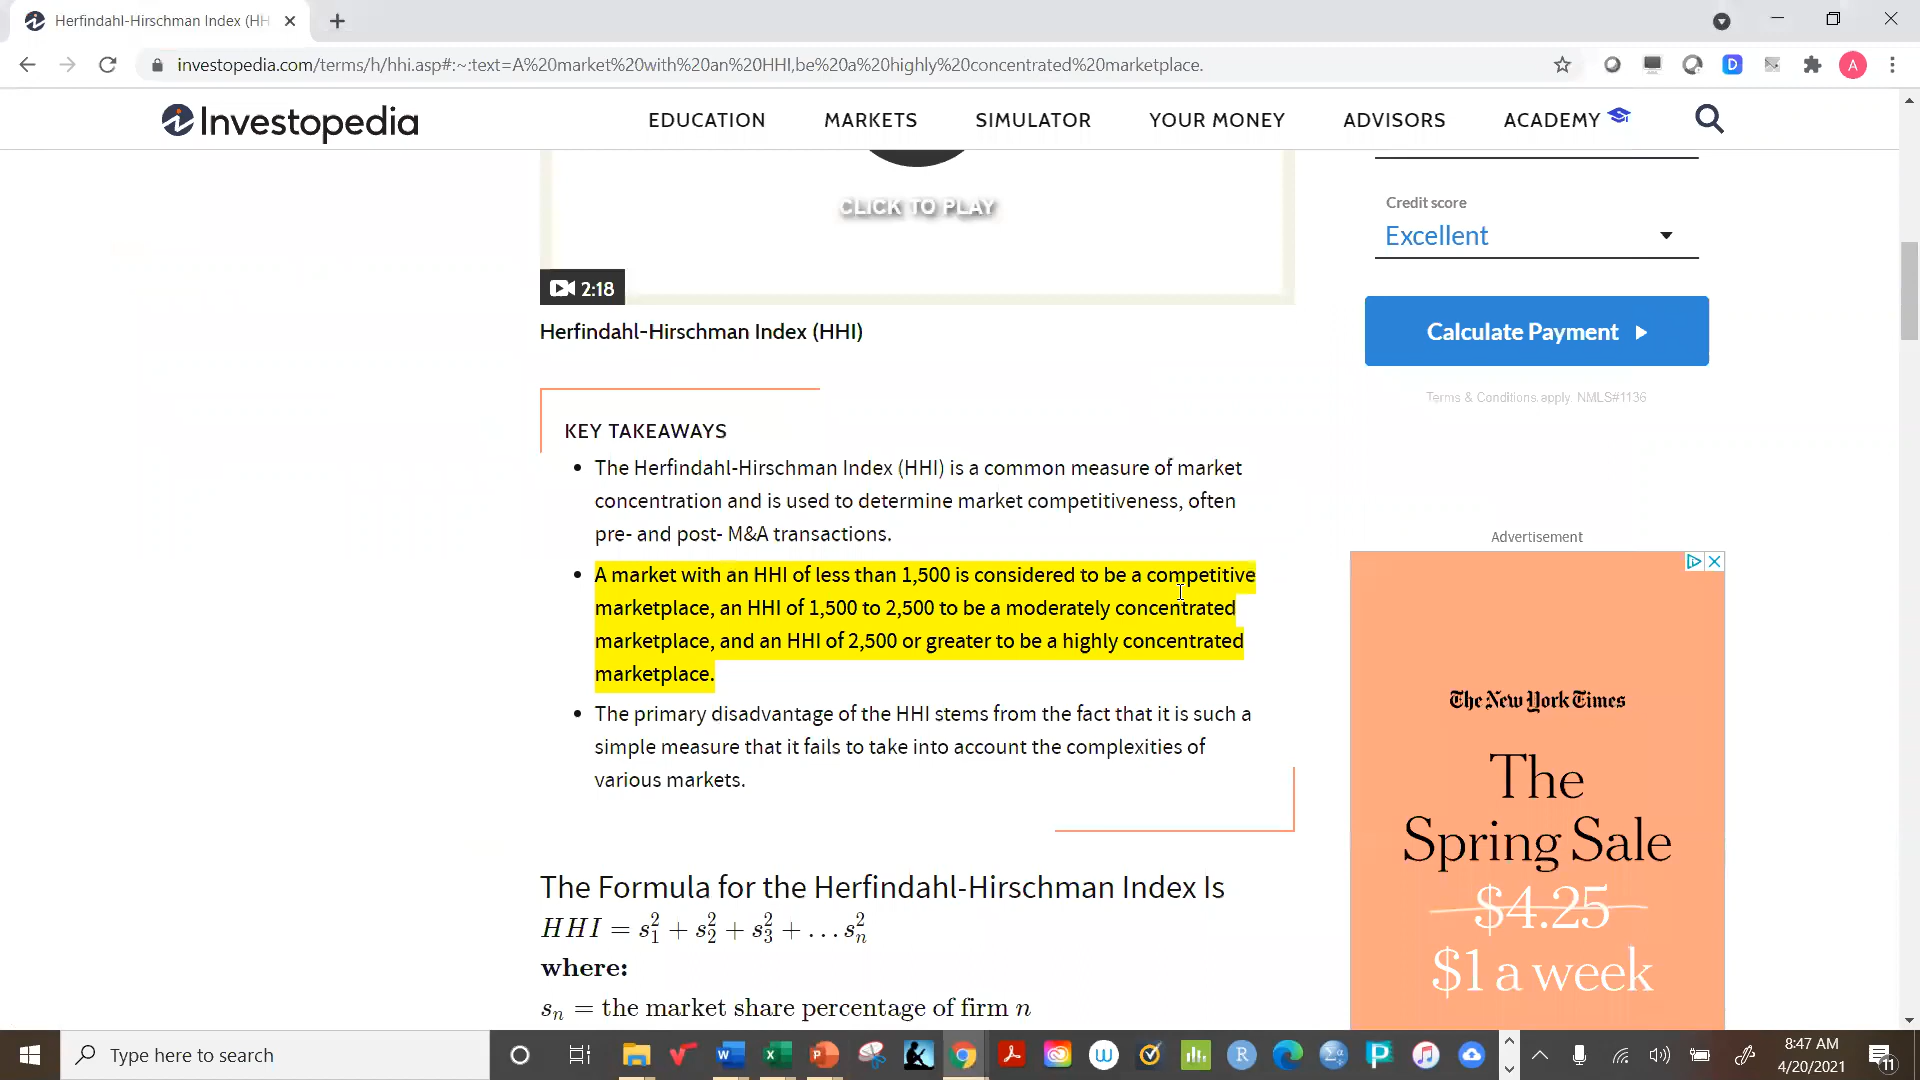 Herfindahl-Hirschman Index (HH
investopedia.com/terms/h/hhi.asp#:~:text=A%20market%20with%20an%20HHI,be%20a%20highly%20concentrated%20marketplace.
A
Investopedia
EDUCATION
MARKETS
SIMULATOR
YOUR MONEY
ADVISORS
ACADEMY
CLICK TO PLAY
2:18
Herfindahl-Hirschman Index (HHI)
KEY TAKEAWAYS
• The Herfindahl-Hirschman Index (HHI) is a common measure of market
concentration and is used to determine market competitiveness, often
pre- and post- M&A transactions.
• A market with an HHI of less than 1,500 is considered to be a competitive
marketplace, an HHI of 1,500 to 2,500 to be a moderately concentrated
marketplace, and an HHI of 2,500 or greater to be a highly concentrated
marketplace.
• The primary disadvantage of the HHI stems from the fact that it is such a
simple measure that it fails to take into account the complexities of
various markets.
The Formula for the Herfindahl-Hirschman Index Is
HHI = s₁² + s₂² + s₃² + … sₙ²
where:
sₙ = the market share percentage of firm n
Credit score
Excellent
Calculate Payment
Terms & Conditions apply. NMLS#1136
Advertisement
The New York Times
The
Spring Sale
$4.25
$1 a week
Type here to search
8:47 AM
4/20/2021
11